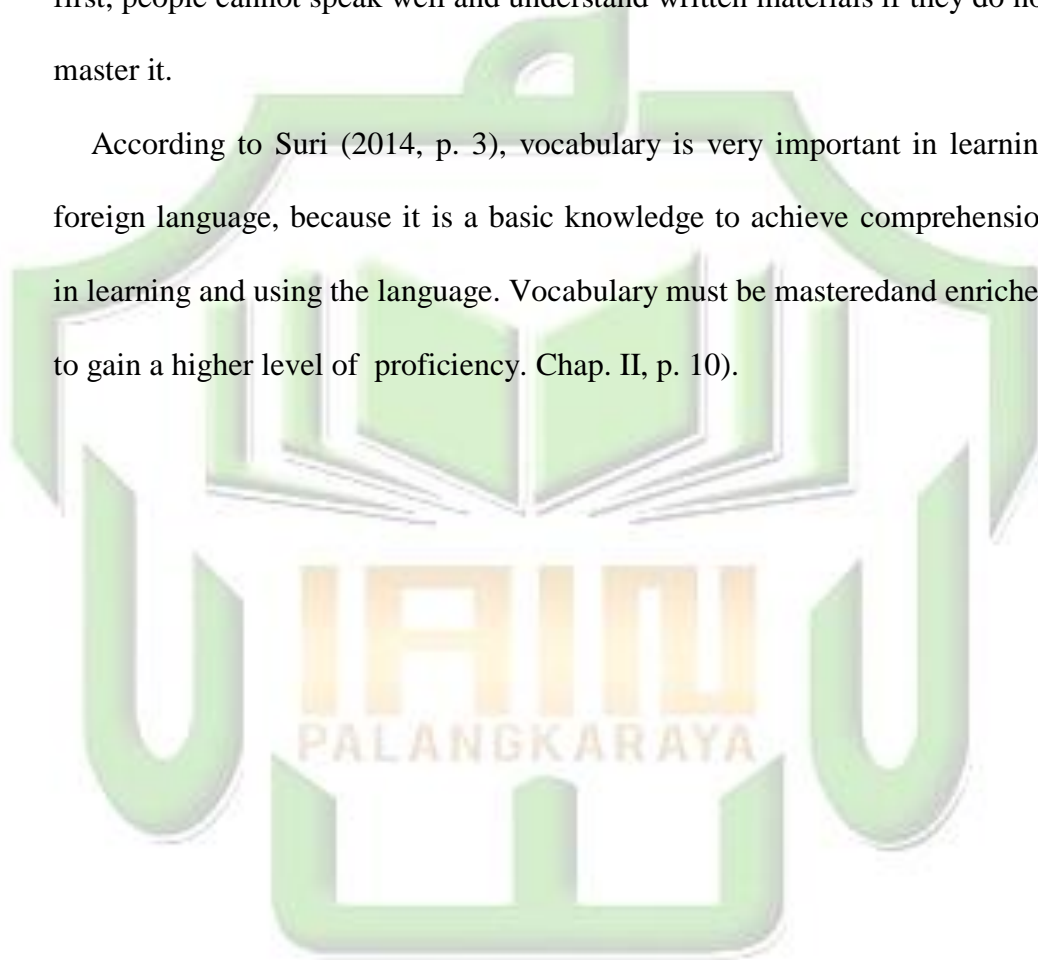 first, people cannot speak well and understand written materials if they do no
master it.
According to Suri (2014, p. 3), vocabulary is very important in learnin
foreign language, because it is a basic knowledge to achieve comprehensio
in learning and using the language. Vocabulary must be masteredand enriche
to gain a higher level of proficiency. Chap. II, p. 10).
IAIN
PALANGKARAYA